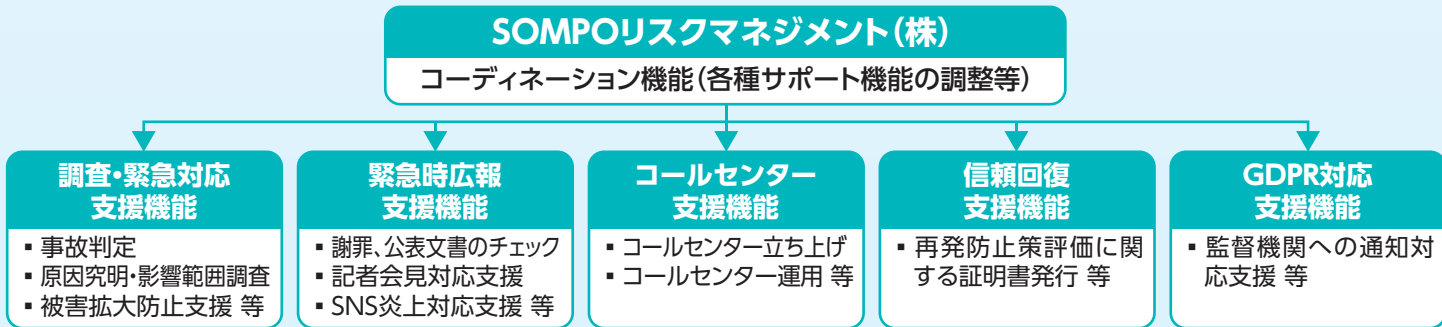 SOMPOリスクマネジメント(株)
コーディネーション機能(各種サポート機能の調整等)
調査・緊急対応
支援機能
▪ 事故判定
▪ 原因究明・影響範囲調査
▪ 被害拡大防止支援 等
緊急時広報
支援機能
▪ 謝罪、公表文書のチェック
▪ 記者会見対応支援
▪ SNS炎上対応支援 等
コールセンター
支援機能
▪ コールセンター立ち上げ
▪ コールセンター運用 等
信頼回復
支援機能
▪ 再発防止策評価に関
する証明書発行 等
GDPR対応
支援機能
▪ 監督機関への通知対
応支援 等